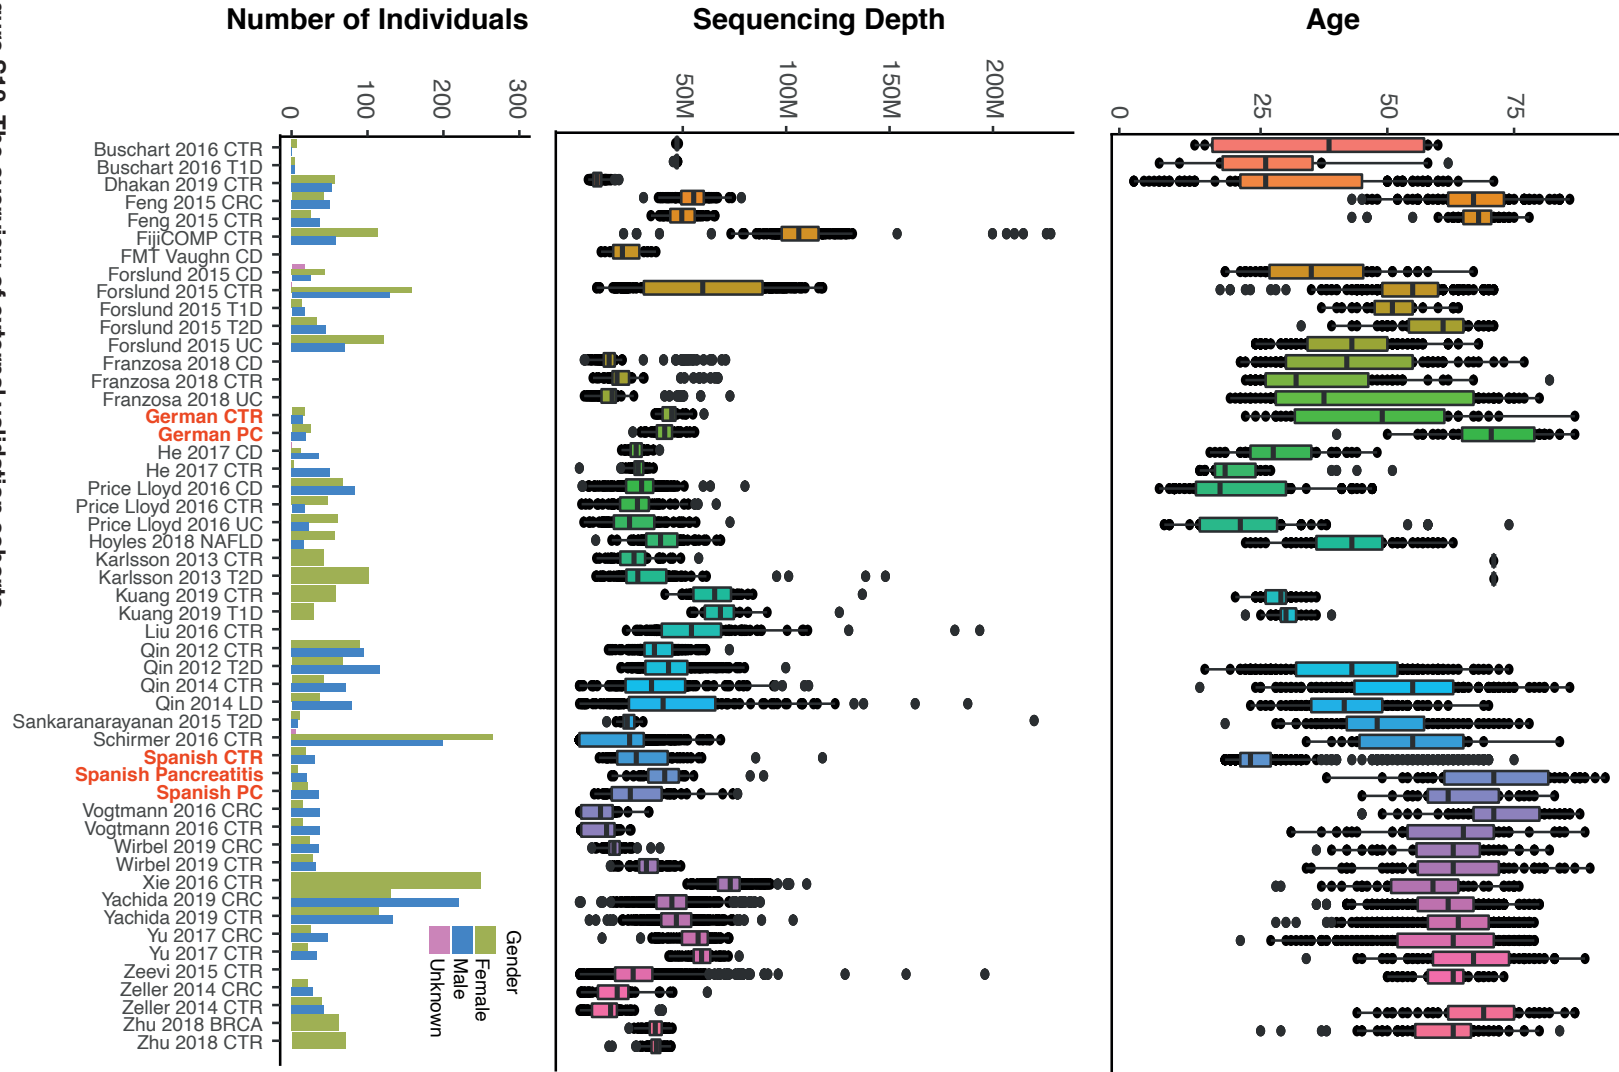 Number of Individuals
Sequencing Depth
Age
0
100
200
300
50M
100M
150M
200M
0
25
50
75
Buschart 2016 CTR
Buschart 2016 T1D
Dhakan 2019 CTR
Feng 2015 CRC
Feng 2015 CTR
FijiCOMP CTR
FMT Vaughn CD
Forslund 2015 CD
Forslund 2015 CTR
Forslund 2015 T1D
Forslund 2015 T2D
Forslund 2015 UC
Franzosa 2018 CD
Franzosa 2018 CTR
Franzosa 2018 UC
German CTR
German PC
He 2017 CD
He 2017 CTR
Price Lloyd 2016 CD
Price Lloyd 2016 CTR
Price Lloyd 2016 UC
Hoyles 2018 NAFLD
Karlsson 2013 CTR
Karlsson 2013 T2D
Kuang 2019 CTR
Kuang 2019 T1D
Liu 2016 CTR
Qin 2012 CTR
Qin 2012 T2D
Qin 2014 CTR
Qin 2014 LD
Sankaranarayanan 2015 T2D
Schirmer 2016 CTR
Spanish CTR
Spanish Pancreatitis
Spanish PC
Vogtmann 2016 CRC
Vogtmann 2016 CTR
Wirbel 2019 CRC
Wirbel 2019 CTR
Xie 2016 CTR
Yachida 2019 CRC
Yachida 2019 CTR
Yu 2017 CRC
Yu 2017 CTR
Zeevi 2015 CTR
Zeller 2014 CRC
Zeller 2014 CTR
Zhu 2018 BRCA
Zhu 2018 CTR
Gender
Female
Male
Unknown